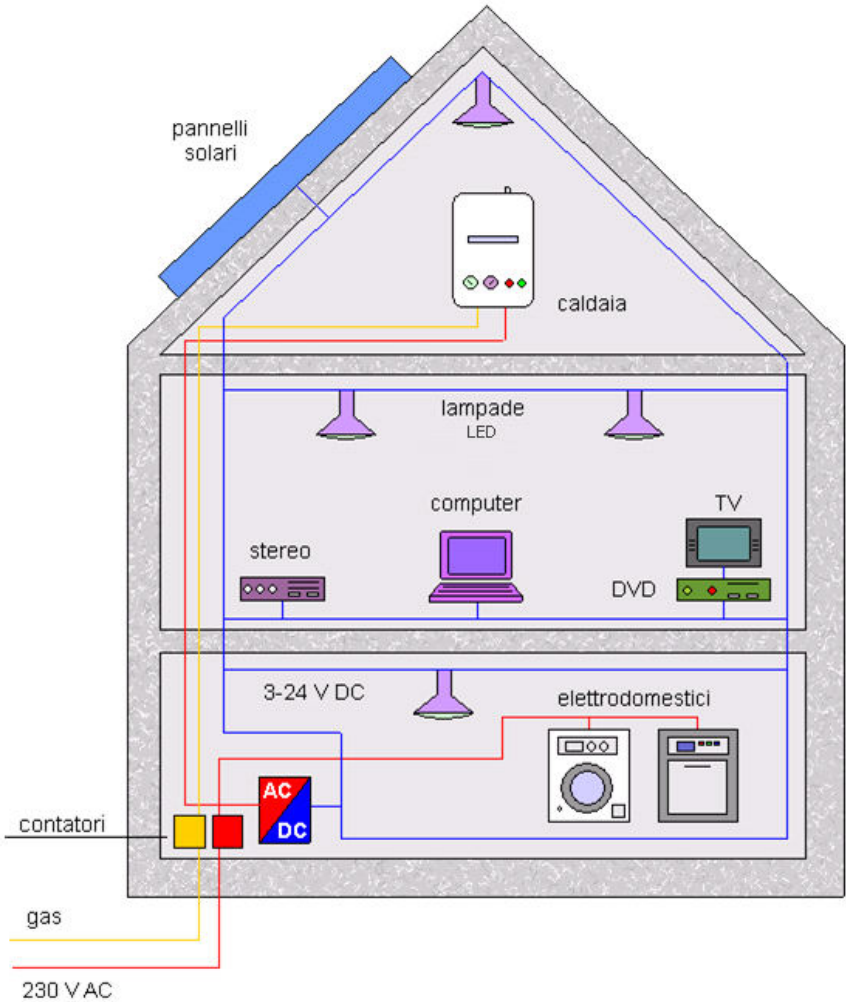 pannelli
solari
caldaia
lampade
LED
computer
TV
stereo
DVD
3-24 V DC
elettrodomestici
AC
DC
contatori
gas
230 V AC